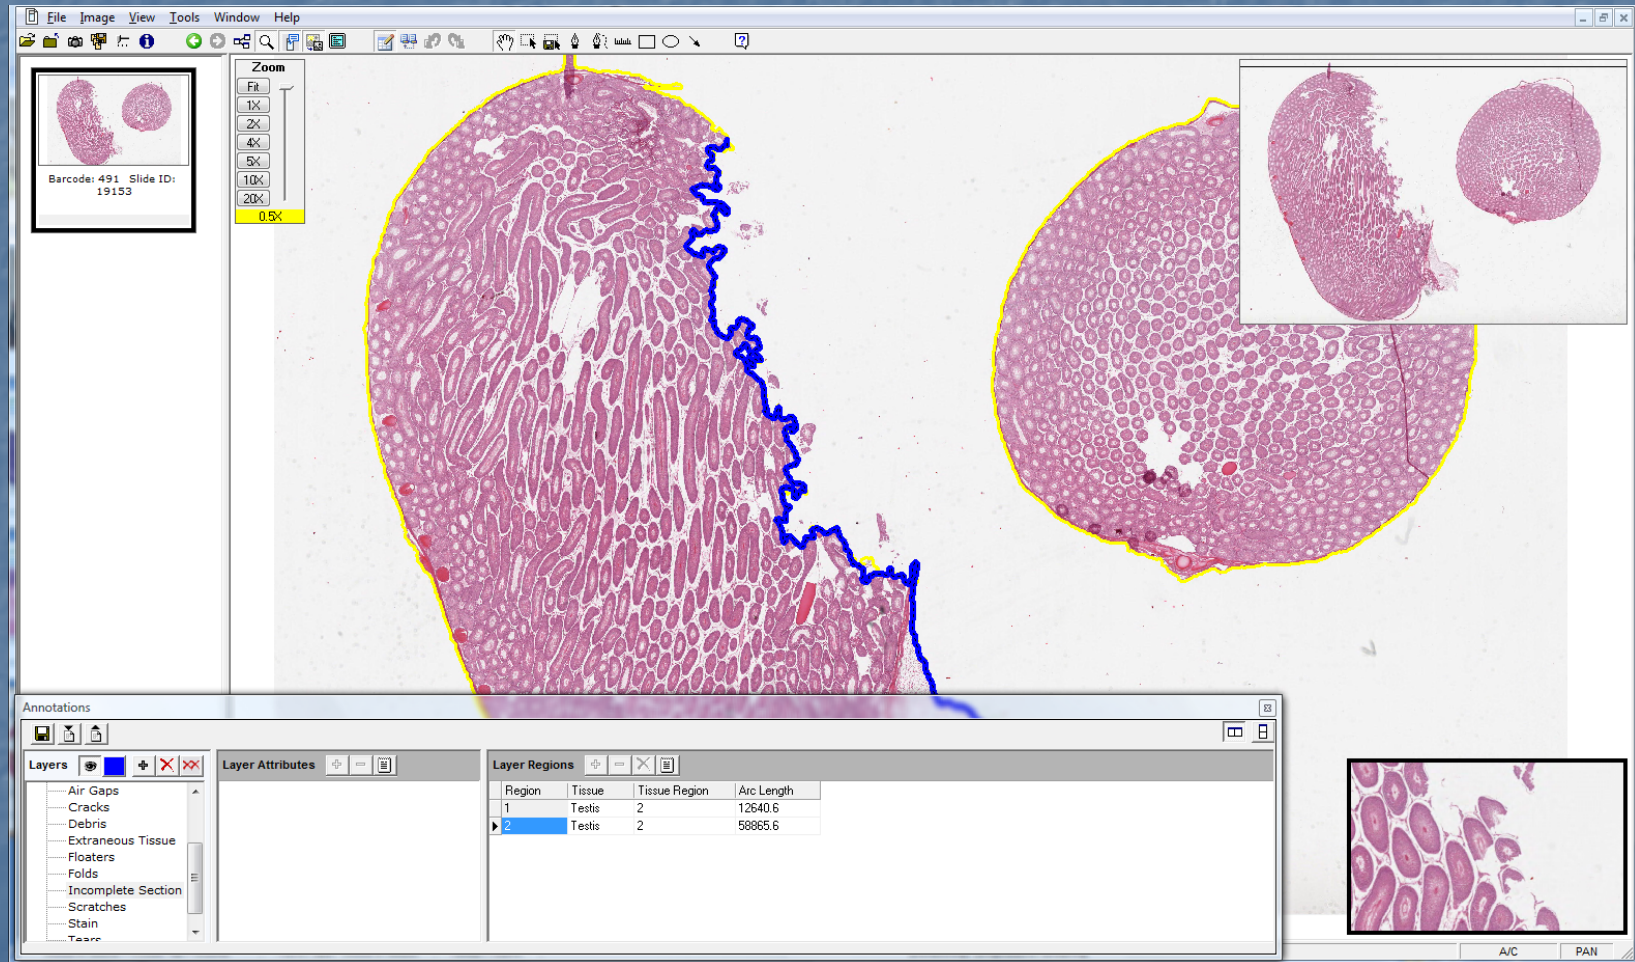 File Image View Tools Window Help
Zoom
Fit
1X
2X
4X
5X
10X
20X
0.5X
Barcode: 491 Slide ID:
19153
Annotations
Layers
Layer Attributes
Layer Regions
Air Gaps
Cracks
Debris
Extraneous Tissue
Floaters
Folds
Incomplete Section
Scratches
Stain
Tears
Region Tissue Tissue Region Arc Length
1 Testis 2 12640.6
2 Testis 2 58865.6
A/C PAN